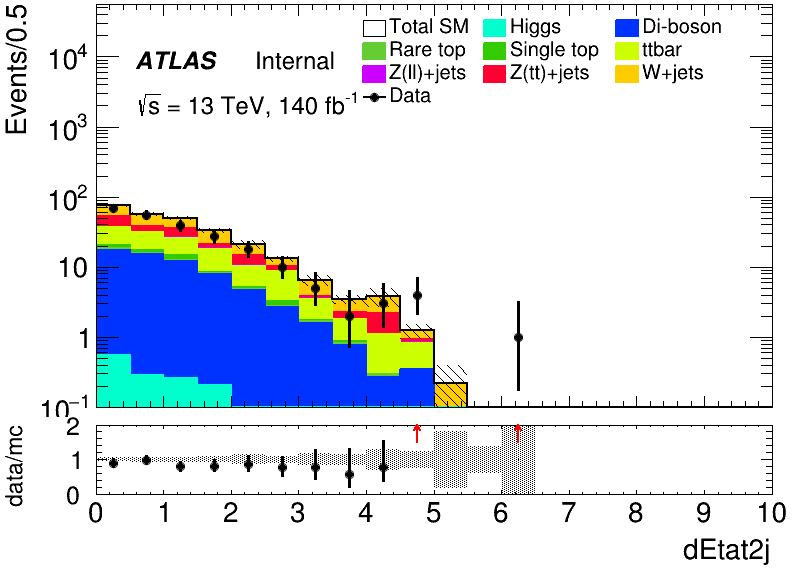 Events/0.5
10⁴
10³
10²
10
1
10⁻¹
ATLAS Internal
√s = 13 TeV, 140 fb⁻¹
Total SM Higgs Di-boson
Rare top Single top ttbar
Z(ll)+jets Z(tt)+jets W+jets
Data
data/mc
2
1
0
0 1 2 3 4 5 6 7 8 9 10
dEtat2j